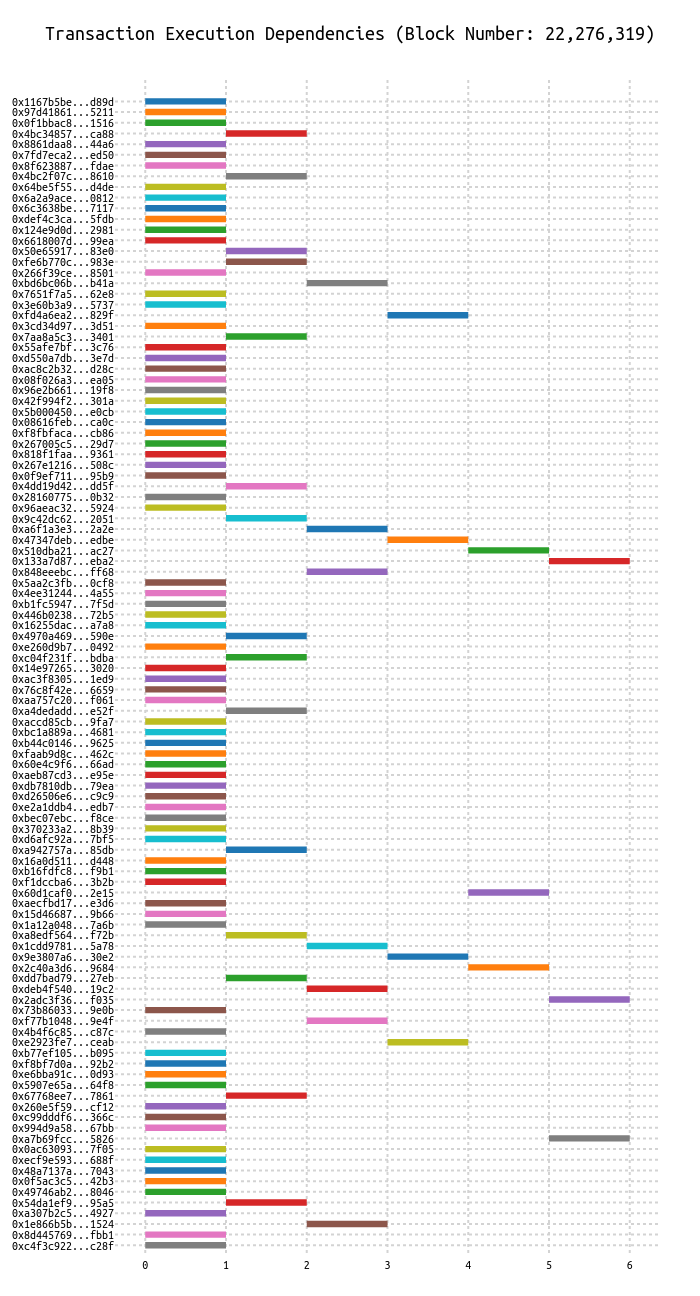 Transaction Execution Dependencies (Block Number: 22,276,319)
0x1167b5be...d89d
0x97d41861...5211
0x0f1bbac8...1516
0x4bc34857...ca88
0x8861daa8...44a6
0x7fd7eca2...ed50
0x8f623887...fdae
0x4bc2f07c...8610
0x64be5f55...d4de
0x6a2a9ace...0812
0x6c3638be...7117
0xdef4c3ca...5fdb
0x124e9d0d...2981
0x6618007d...99ea
0x50e65917...83e0
0xfe6b770c...983e
0x266f39ce...8501
0xbd6bc06b...b41a
0x7651f7a5...62e8
0x3e60b3a9...5737
0xfd4a6ea2...829f
0x3cd34d97...3d51
0x7aa8a5c3...3401
0x55afe7bf...3c76
0xd550a7db...3e7d
0xac8c2b32...d28c
0x08f026a3...ea05
0x96e2b661...19f8
0x42f994f2...301a
0x5b000450...e0cb
0x08616feb...ca0c
0xf8fbfaca...cb86
0x267005c5...29d7
0x818f1faa...9361
0x267e1216...508c
0x0f9ef711...95b9
0x4dd19d42...dd5f
0x28160775...0b32
0x96aeac32...5924
0x9c42dc62...2051
0xa6f1a3e3...2a2e
0x47347deb...edbe
0x510dba21...ac27
0x133a7d87...eba2
0x848eeebc...ff68
0x5aa2c3fb...0cf8
0x4ee31244...4a55
0xb1fc5947...7f5d
0x446b0238...72b5
0x16255dac...a7a8
0x4970a469...590e
0xe260d9b7...0492
0xc04f231f...bdba
0x14e97265...3020
0xac3f8305...1ed9
0x76c8f42e...6659
0xaa757c20...f061
0xa4dedadd...e52f
0xaccd85cb...9fa7
0xbc1a889a...4681
0xb44c0146...9625
0xfaab9d8c...462c
0x60e4c9f6...66ad
0xaeb87cd3...e95e
0xdb7810db...79ea
0xd26506e6...c9c9
0xe2a1ddb4...edb7
0xbec07ebc...f8ce
0x370233a2...8b39
0xd6afc92a...7bf5
0xa942757a...85db
0x16a0d511...d448
0xb16fdfc8...f9b1
0xf1dccba6...3b2b
0x60d1caf0...2e15
0xaecfbd17...e3d6
0x15d46687...9b66
0x1a12a048...7a6b
0xa8edf564...f72b
0x1cdd9781...5a78
0x9e3807a6...30e2
0x2c40a3d6...9684
0xdd7bad79...27eb
0xdeb4f540...19c2
0x2adc3f36...f035
0x73b86033...9e0b
0xf77b1048...9e4f
0x4b4f6c85...c87c
0xe2923fe7...ceab
0xb77ef105...b095
0xf8bf7d0a...92b2
0xe6bba91c...0d93
0x5907e65a...64f8
0x67768ee7...7861
0x260e5f59...cf12
0xc99dddf6...366c
0x994d9a58...67bb
0xa7b69fcc...5826
0x0ac63093...7f05
0xecf9e593...688f
0x48a7137a...7043
0x0f5ac3c5...42b3
0x49746ab2...8046
0x54da1ef9...95a5
0xa307b2c5...4927
0x1e866b5b...1524
0x8d445769...fbb1
0xc4f3c922...c28f
0 1 2 3 4 5 6